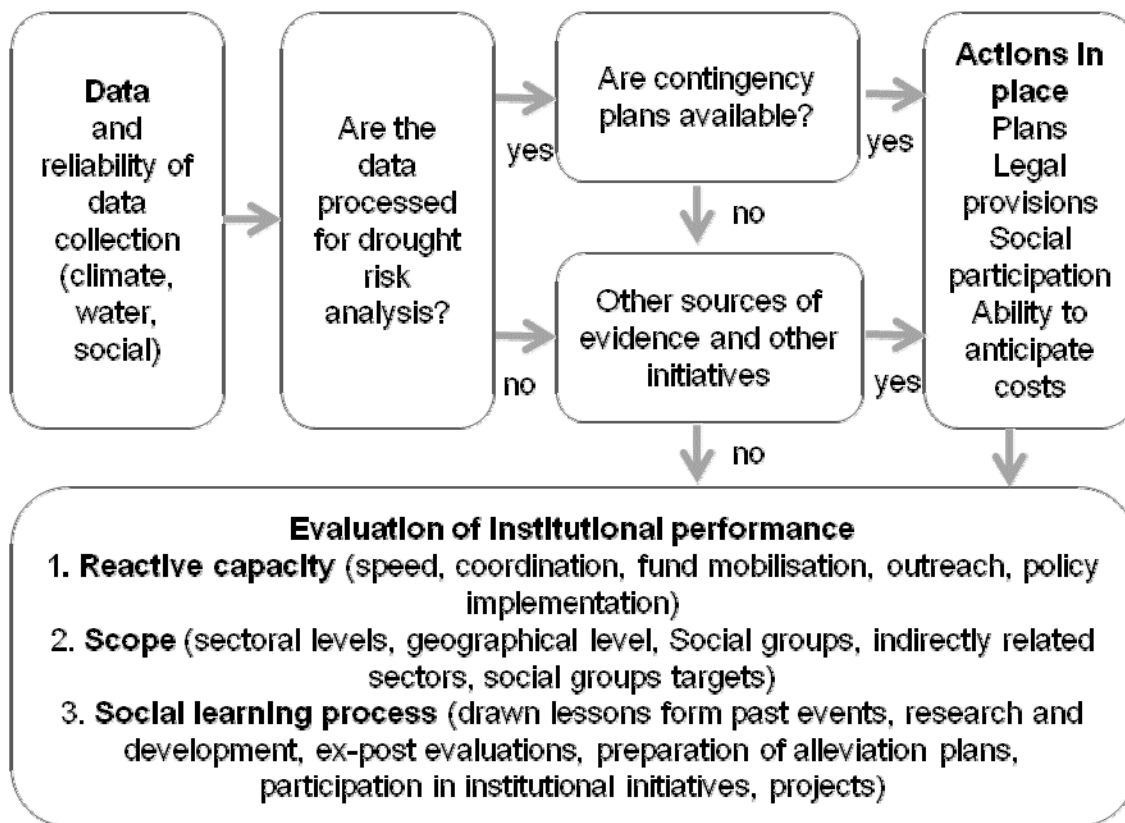 Data
and
reliability of
data
collection
(climate,
water,
social)
Are the
data
processed
for drought
risk
analysis?
yes
no
Are contingency
plans available?
yes
no
Other sources of
evidence and other
initiatives
yes
no
Actions in
place
Plans
Legal
provisions
Social
participation
Ability to
anticipate
costs
Evaluation of Institutional performance
1. Reactive capacity (speed, coordination, fund mobilisation, outreach, policy
implementation)
2. Scope (sectoral levels, geographical level, Social groups, indirectly related
sectors, social groups targets)
3. Social learning process (drawn lessons form past events, research and
development, ex-post evaluations, preparation of alleviation plans,
participation in institutional initiatives, projects)